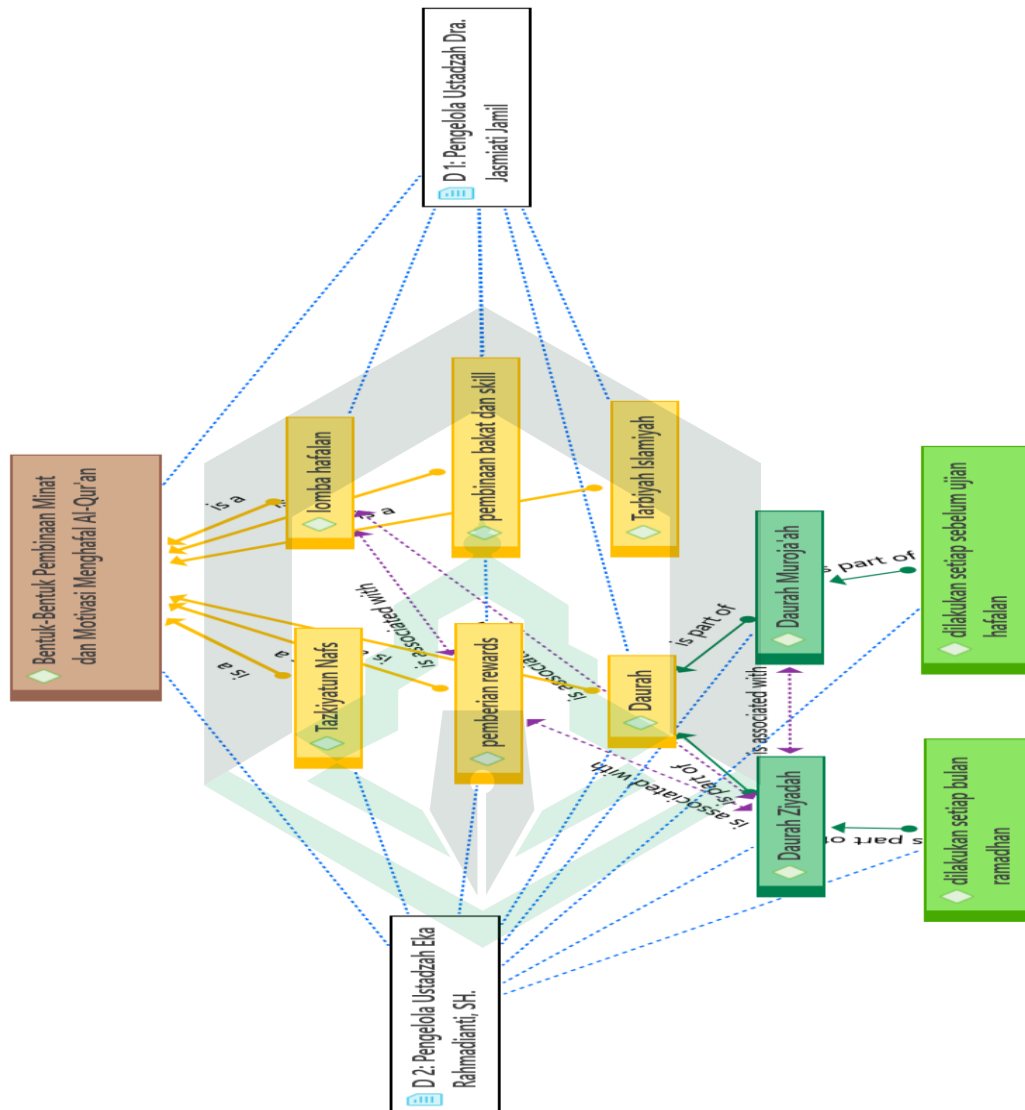 Bentuk-Bentuk Pembinaan Minat
dan Motivasi Menghafal Al-Qur'an
D 2: Pengelola Ustadzah Eka
Rahmadianti, SH.
D 1: Pengelola Ustadzah Dra.
Jasmiati Jamil
is a
is a
is a
a
a
Tazkiyatun Nafs
lomba hafalan
is associated with
pemberian rewards
pembinaan bakat dan skill
is associated with
Daurah
Tarbiyah Islamiyah
is part of
is part of
is associated with
Daurah Ziyadah
Daurah Muroja'ah
is part of
dilakukan setiap bulan
ramadhan
dilakukan setiap sebelum ujian
hafalan